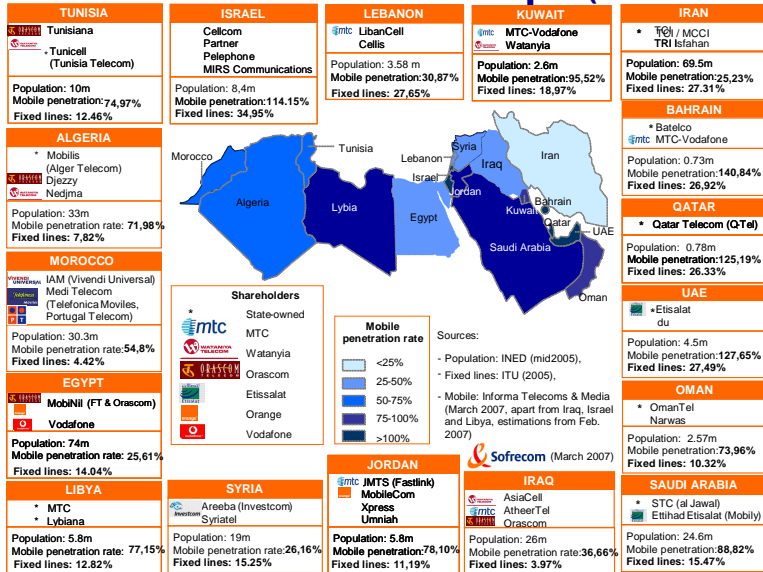 TUNISIA
Tunisiana
* Tunicell
(Tunisia Telecom)
Population: 10m
Mobile penetration: 74,97%
Fixed lines: 12.46%
ISRAEL
Cellcom
Partner
Pelephone
MIRS Communications
Population: 8,4m
Mobile penetration: 114.15%
Fixed lines: 34,95%
LEBANON
mtc LibanCell
Cellis
Population: 3.58 m
Mobile penetration:30,87%
Fixed lines: 27,65%
KUWAIT
mtc MTC-Vodafone
Watanyia
Population: 2.6m
Mobile penetration:95,52%
Fixed lines: 18,97%
IRAN
* TCI / MCCI
TRI Isfahan
Population: 69.5m
Mobile penetration:25,23%
Fixed lines: 27.31%
ALGERIA
* Mobilis
(Alger Telecom)
Djezzy
Nedjma
Population: 33m
Mobile penetration rate: 71,98%
Fixed lines: 7,82%
BAHRAIN
* Batelco
mtc MTC-Vodafone
Population: 0.73m
Mobile penetration:140,84%
Fixed lines: 26,92%
QATAR
* Qatar Telecom (Q-Tel)
Population: 0.78m
Mobile penetration:125,19%
Fixed lines: 26.33%
MOROCCO
VIVENDI UNIVERSAL
IAM (Vivendi Universal)
Telefónica
Medi Telecom
(Telefonica Moviles,
PT
Portugal Telecom)
Population: 30.3m
Mobile penetration rate:54,8%
Fixed lines: 4.42%
UAE
* Etisalat
du
Population: 4.5m
Mobile penetration:127,65%
Fixed lines: 27,49%
EGYPT
MobiNil (FT & Orascom)
Vodafone
Population: 74m
Mobile penetration rate: 25,61%
Fixed lines: 14.04%
OMAN
* OmanTel
Narwas
Population: 2.57m
Mobile penetration:73,96%
Fixed lines: 10.32%
LIBYA
* MTC
* Lybiana
Population: 5.8m
Mobile penetration rate: 77,15%
Fixed lines: 12.82%
SYRIA
Investcom Areeba (Investcom)
Syriatel
Population: 19m
Mobile penetration rate:26,16%
Fixed lines: 15.25%
JORDAN
mtc JMTS (Fastlink)
MobileCom
Xpress
Umniah
Population: 5.8m
Mobile penetration rate:78,10%
Fixed lines: 11,19%
IRAQ
AsiaCell
mtc AtheerTel
Orascom
Population: 26m
Mobile penetration rate:36,66%
Fixed lines: 3.97%
SAUDI ARABIA
* STC (al Jawal)
Ettihad Etisalat (Mobily)
Population: 24.6m
Mobile penetration:88,82%
Fixed lines: 15.47%
Morocco
Tunisia
Algeria
Lybia
Egypt
Lebanon
Israel
Syria
Jordan
Iraq
Iran
Kuwait
Bahrain
Qatar
UAE
Saudi Arabia
Oman
Shareholders
* State-owned
mtc MTC
WATANIYA TELECOM Watanyia
ORASCOM TELECOM Orascom
Etissalat
Orange
Vodafone
Mobile
penetration rate
<25%
25-50%
50-75%
75-100%
>100%
Sources:
- Population: INED (mid2005),
- Fixed lines: ITU (2005),
- Mobile: Informa Telecoms & Media
(March 2007, apart from Iraq, Israel
and Libya, estimations from Feb.
2007)
Sofrecom (March 2007)